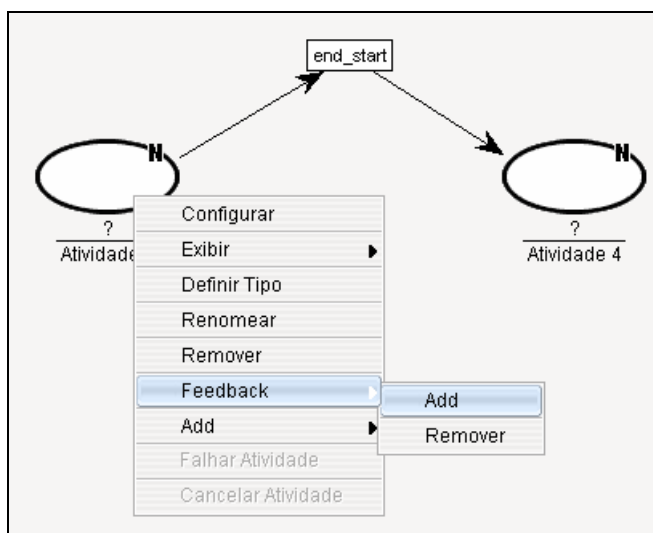 end_start
N
N
?
Atividade
?
Atividade 4
Configurar
Exibir
Definir Tipo
Renomear
Remover
Feedback
Add
Falhar Atividade
Cancelar Atividade
Add
Remover